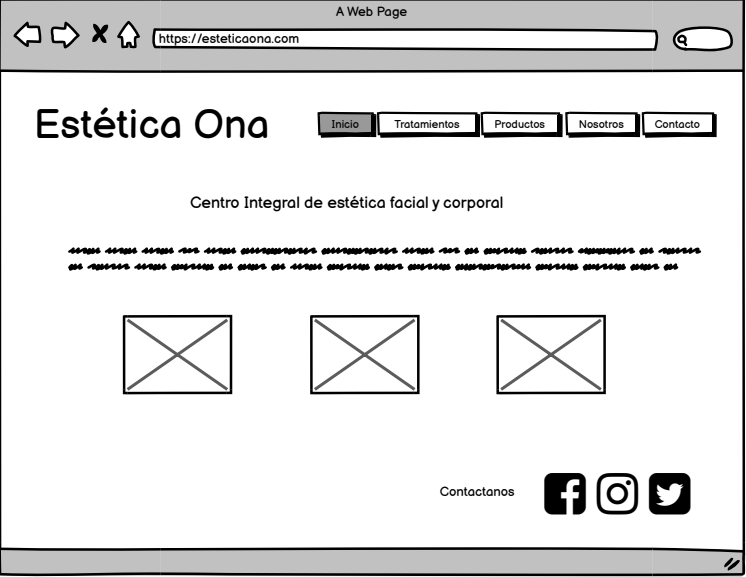 A Web Page
https://esteticaona.com
Estética Ona
Inicio
Tratamientos
Productos
Nosotros
Contacto
Centro Integral de estética facial y corporal
Contactanos